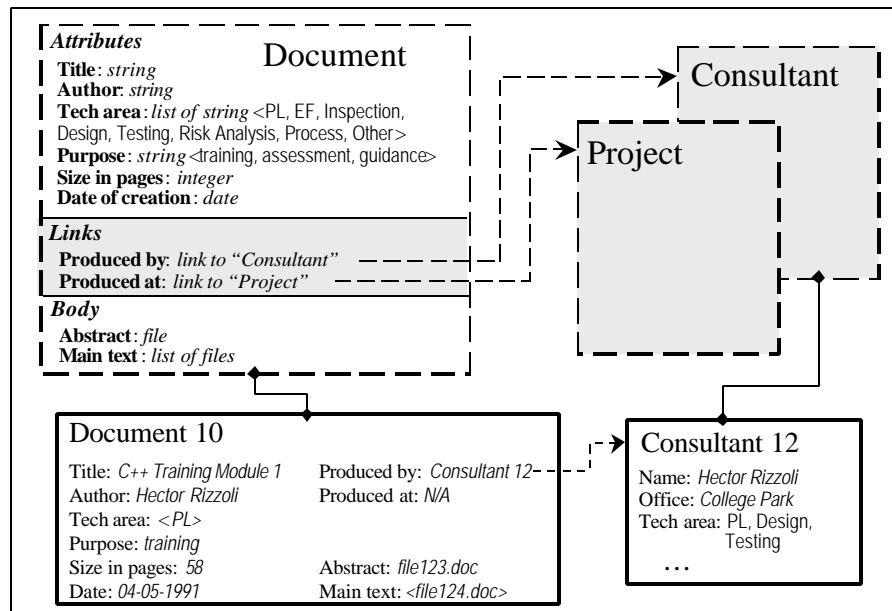 Attributes
Document
Title: string
Author: string
Tech area: list of string <PL, EF, Inspection,
Design, Testing, Risk Analysis, Process, Other>
Purpose: string <training, assessment, guidance>
Size in pages: integer
Date of creation: date
Links
Produced by: link to “Consultant”
Produced at: link to “Project”
Body
Abstract: file
Main text: list of files
Consultant
Project
Document 10
Title: C++ Training Module 1
Author: Hector Rizzoli
Tech area: <PL>
Purpose: training
Size in pages: 58
Date: 04-05-1991
Produced by: Consultant 12
Produced at: N/A
Abstract: file123.doc
Main text: <file124.doc>
Consultant 12
Name: Hector Rizzoli
Office: College Park
Tech area: PL, Design,
Testing
...